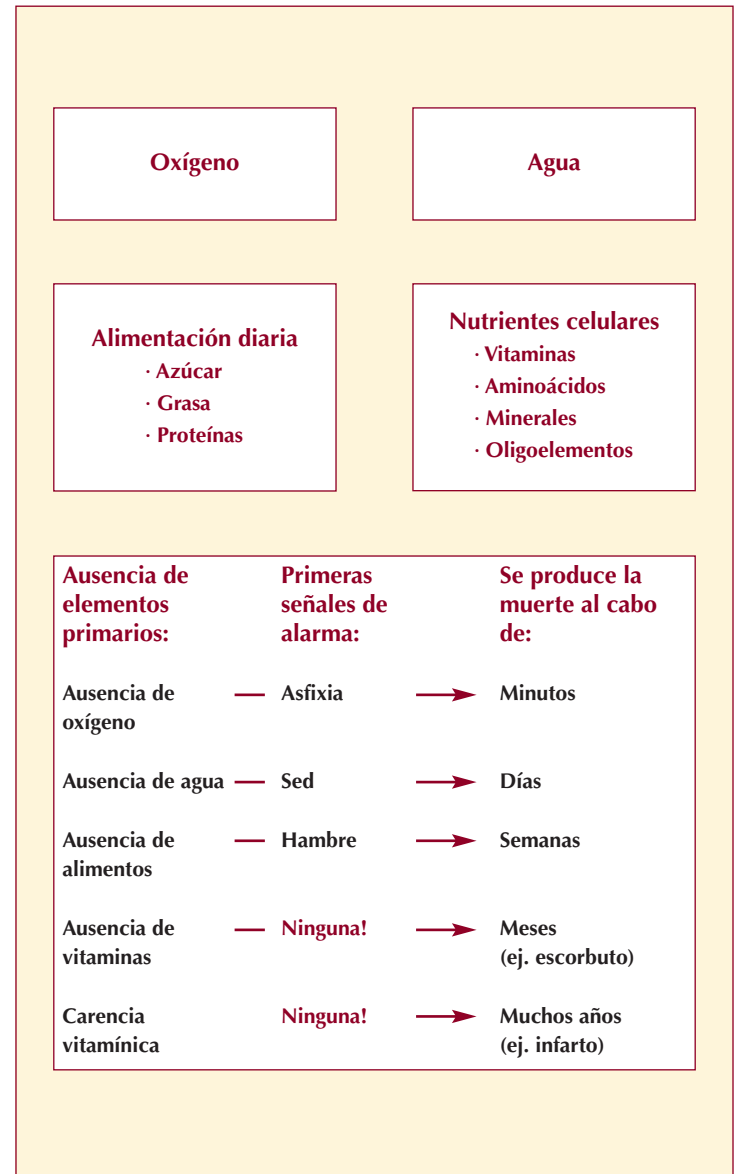 Oxígeno
Agua
Alimentación diaria
· Azúcar
· Grasa
· Proteínas
Nutrientes celulares
· Vitaminas
· Aminoácidos
· Minerales
· Oligoelementos
Ausencia de
elementos
primarios:
Primeras
señales de
alarma:
Se produce la
muerte al cabo
de:
Ausencia de
oxígeno
Asfixia
Minutos
Ausencia de agua
Sed
Días
Ausencia de
alimentos
Hambre
Semanas
Ausencia de
vitaminas
Ninguna!
Meses
(ej. escorbuto)
Carencia
vitamínica
Ninguna!
Muchos años
(ej. infarto)